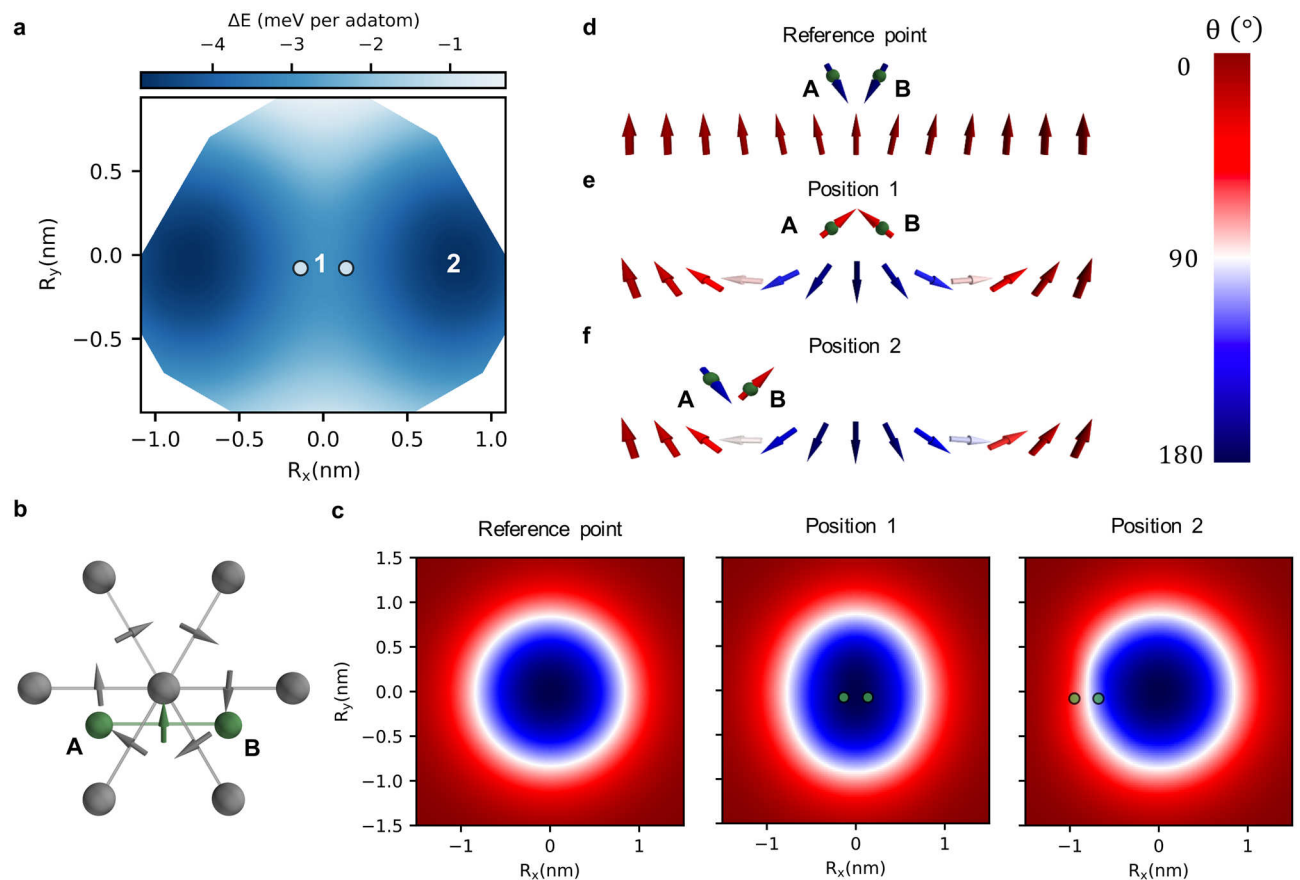 a
ΔE (meV per adatom)
−4 −3 −2 −1
0.5
0.0
−0.5
R_y(nm)
1
2
−1.0 −0.5 0.0 0.5 1.0
R_x(nm)
d
Reference point
A B
e
Position 1
A B
f
Position 2
A B
θ (°)
0
90
180
b
A B
c
Reference point
Position 1
Position 2
1.5
1.0
0.5
0.0
−0.5
−1.0
−1.5
R_y(nm)
−1 0 1
−1 0 1
−1 0 1
R_x(nm)
R_x(nm)
R_x(nm)